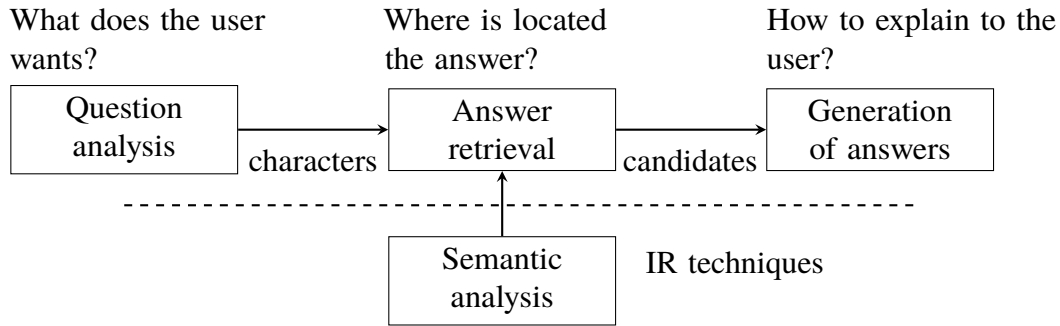 What does the user
wants?
Where is located
the answer?
How to explain to the
user?
Question
analysis
characters
Answer
retrieval
candidates
Generation
of answers
Semantic
analysis
IR techniques